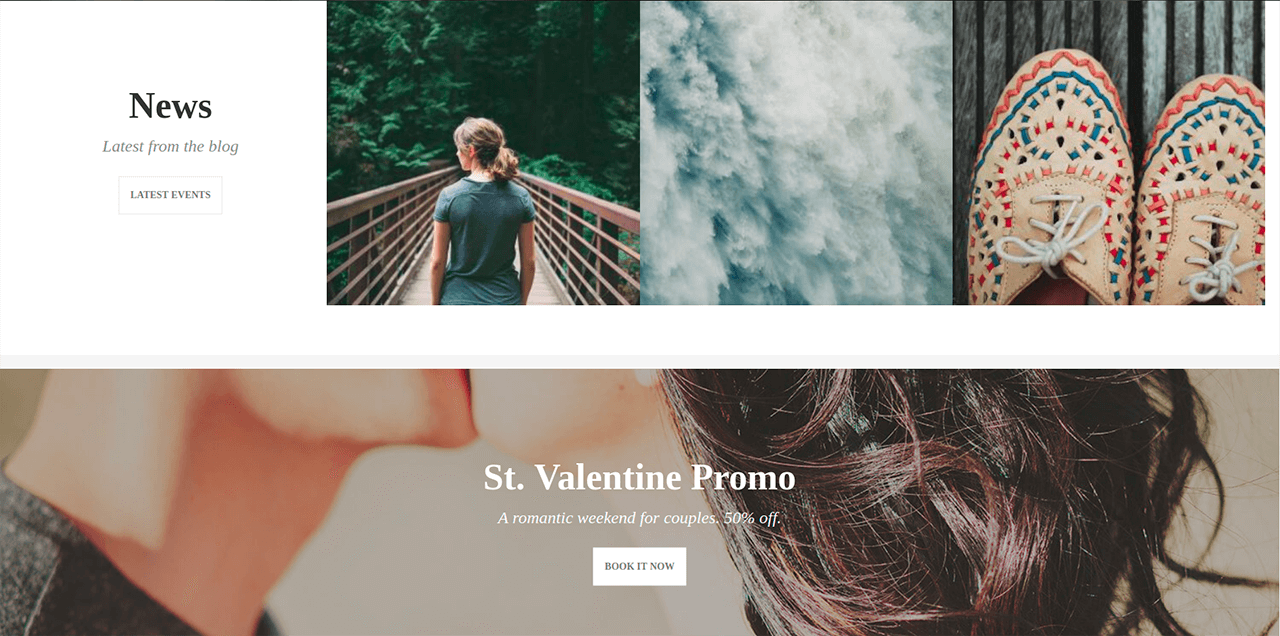 News
Latest from the blog
LATEST EVENTS
St. Valentine Promo
A romantic weekend for couples. 50% off.
BOOK IT NOW